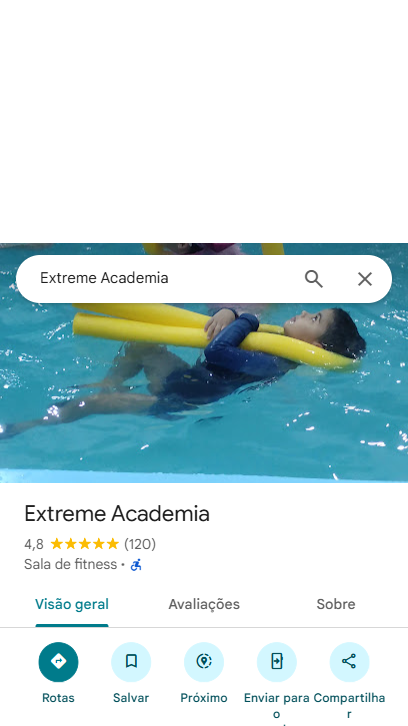 Extreme Academia
Extreme Academia
4,8 (120)
Sala de fitness ·
Visão geral Avaliações Sobre
Rotas Salvar Próximo Enviar para o Compartilhar